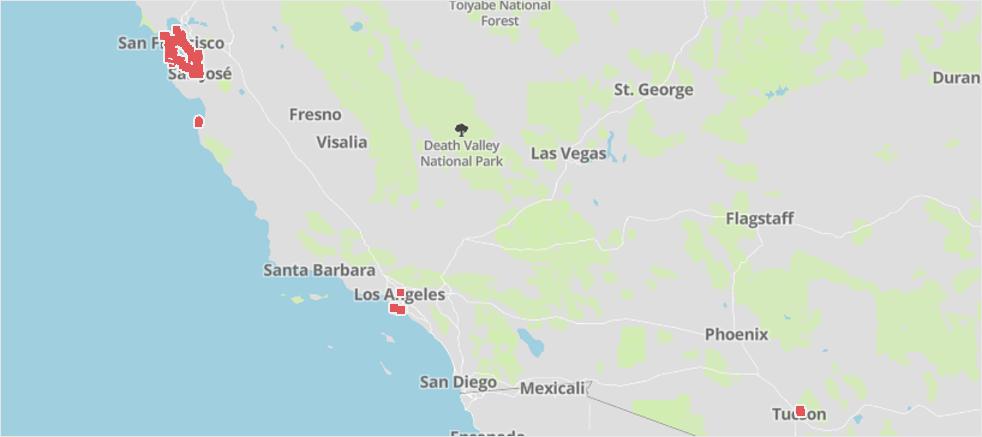 Toiyabe National
Forest
San Francisco
San José
St. George
Duran
Fresno
Death Valley
National Park
Visalia
Las Vegas
Flagstaff
Santa Barbara
Los Angeles
Phoenix
San Diego
Mexicali
Tucson